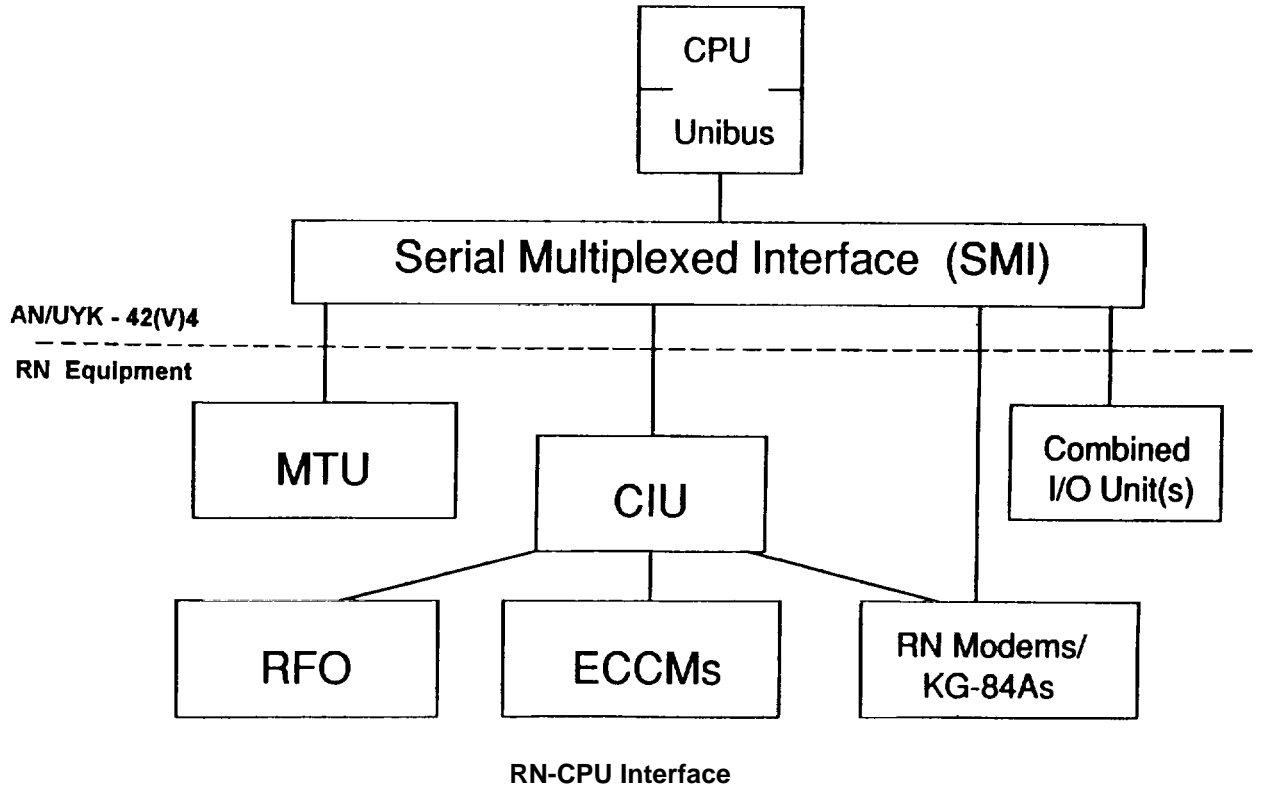 CPU
Unibus
Serial Multiplexed Interface (SMI)
AN/UYK - 42(V)4
RN Equipment
MTU
CIU
Combined
I/O Unit(s)
RFO
ECCMs
RN Modems/
KG-84As
RN-CPU Interface